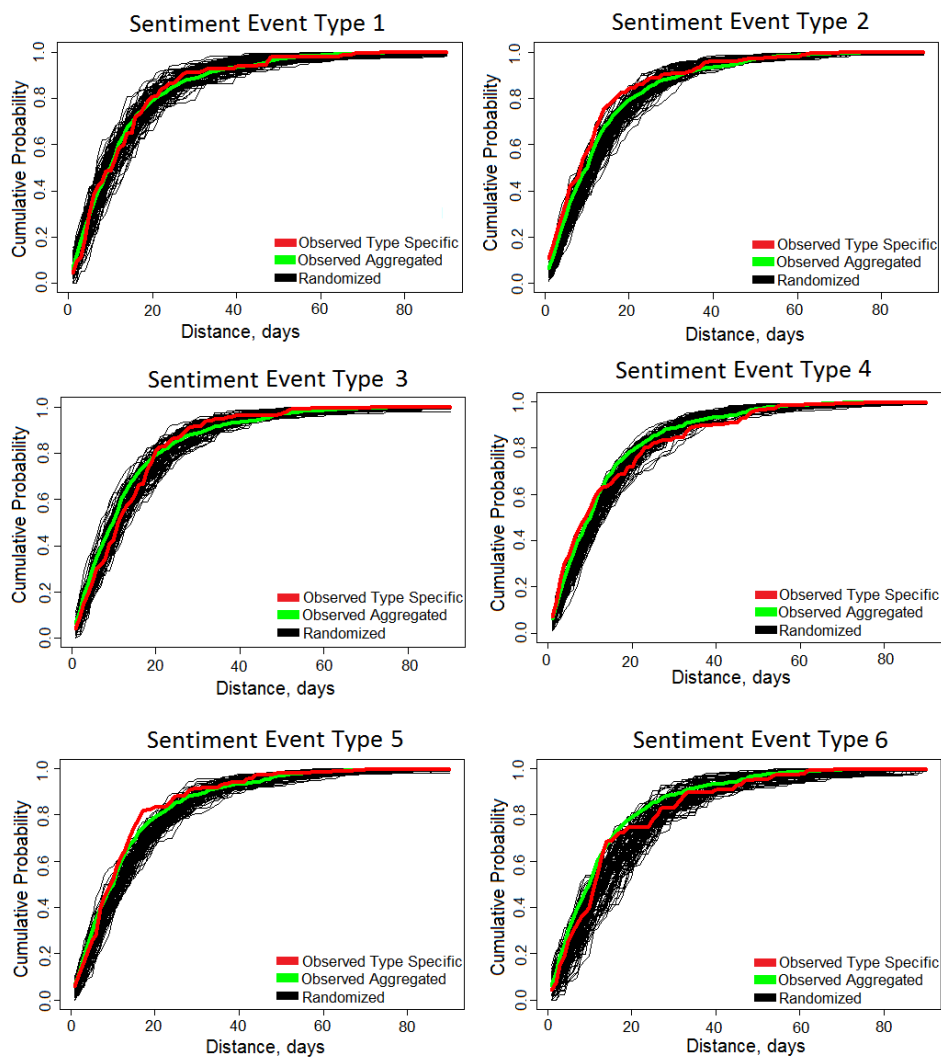 Sentiment Event Type 1
Cumulative Probability
1.0
0.8
0.6
0.4
0.2
0.0
Observed Type Specific
Observed Aggregated
Randomized
0 20 40 60 80
Distance, days
Sentiment Event Type 2
Cumulative Probability
1.0
0.8
0.6
0.4
0.2
0.0
Observed Type Specific
Observed Aggregated
Randomized
0 20 40 60 80
Distance, days
Sentiment Event Type 3
Cumulative Probability
1.0
0.8
0.6
0.4
0.2
0.0
Observed Type Specific
Observed Aggregated
Randomized
0 20 40 60 80
Distance, days
Sentiment Event Type 4
Cumulative Probability
1.0
0.8
0.6
0.4
0.2
0.0
Observed Type Specific
Observed Aggregated
Randomized
0 20 40 60 80
Distance, days
Sentiment Event Type 5
Cumulative Probability
1.0
0.8
0.6
0.4
0.2
0.0
Observed Type Specific
Observed Aggregated
Randomized
0 20 40 60 80
Distance, days
Sentiment Event Type 6
Cumulative Probability
1.0
0.8
0.6
0.4
0.2
0.0
Observed Type Specific
Observed Aggregated
Randomized
0 20 40 60 80
Distance, days